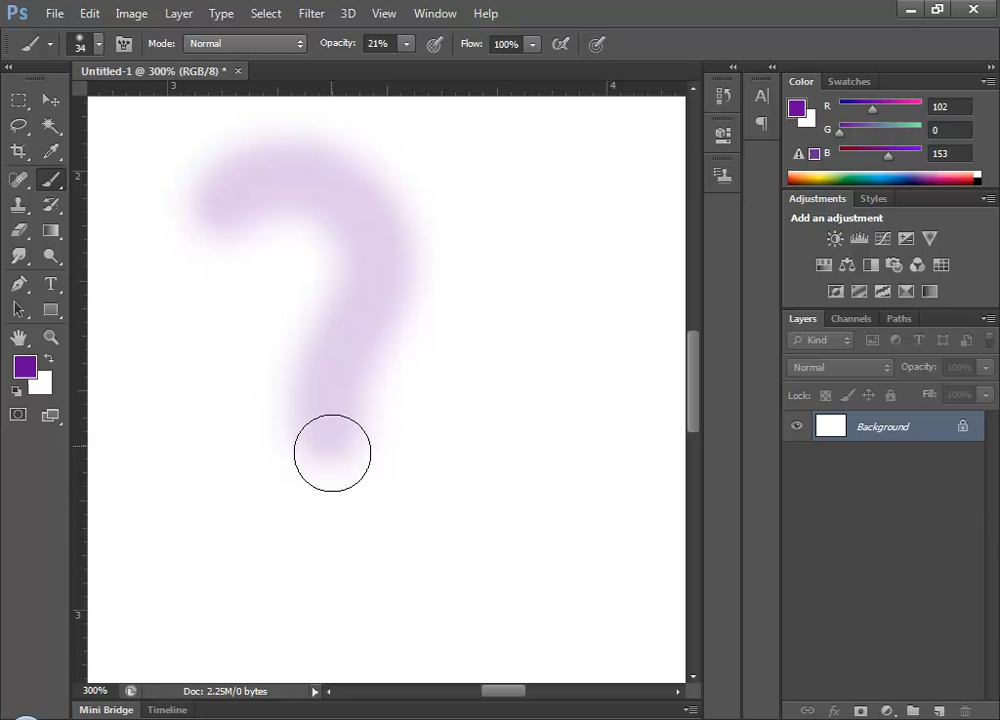 Ps File Edit Image Layer Type Select Filter 3D View Window Help
34 Mode: Normal Opacity: 21% Flow: 100%
Untitled-1 @ 300% (RGB/8) * ×
3 4
2
3
Color Swatches
R 102
G 0
B 153
Adjustments Styles
Add an adjustment
Layers Channels Paths
Kind
Normal Opacity: 100%
Lock: Fill: 100%
Background
300% Doc: 2.25M/0 bytes
Mini Bridge Timeline